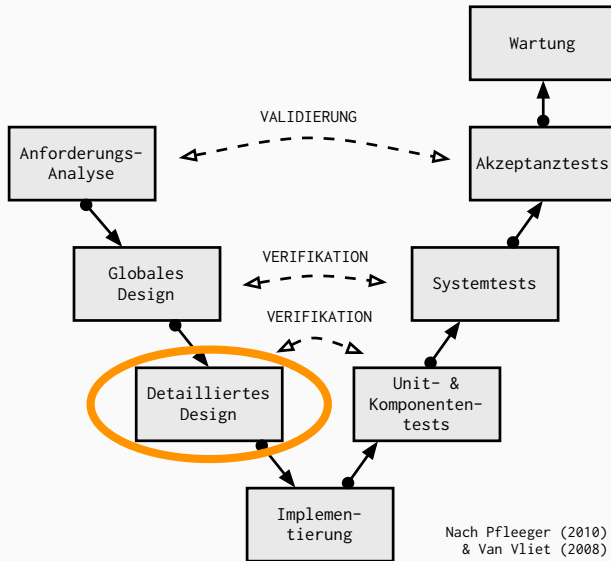 Wartung
VALIDIERUNG
Anforderungs-
Analyse
Akzeptanztests
VERIFIKATION
Globales
Design
Systemtests
VERIFIKATION
Detailliertes
Design
Unit- &
Komponenten-
tests
Implemen-
tierung
Nach Pfleeger (2010)
& Van Vliet (2008)